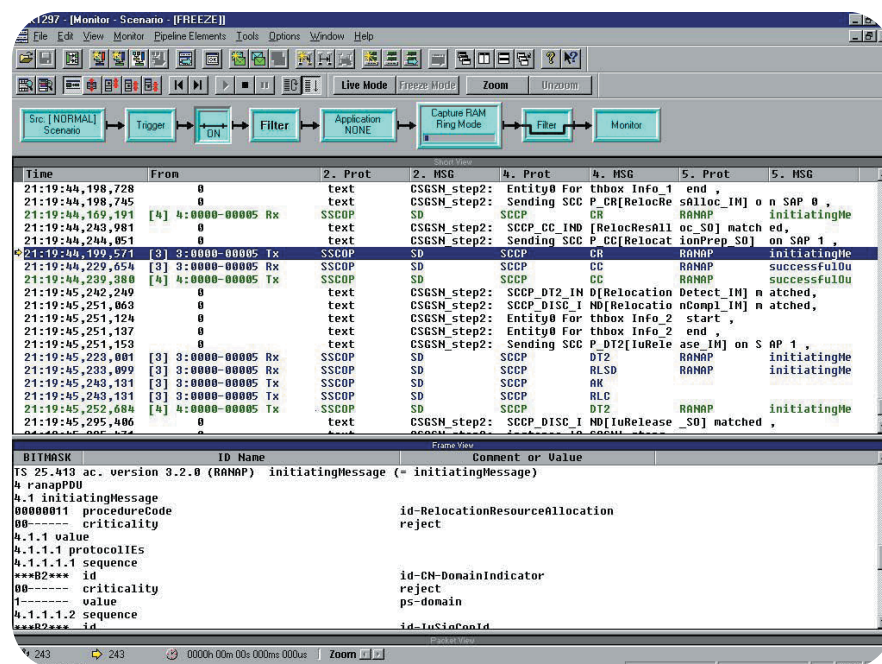 1297 - [Monitor - Scenario - [FREEZE]]
File Edit View Monitor Pipeline Elements Tools Options Window Help
Live Mode Freeze Mode Zoom Unzoom
Src. [NORMAL] Scenario Trigger ON Filter Application NONE Capture RAM Ring Mode Filter Monitor
Short View
Time From 2. Prot 2. MSG 4. Prot 4. MSG 5. Prot 5. MSG
21:19:44,198,728 0 text CSGSN_step2: Entity0 For thbox Info_1 end ,
21:19:44,198,745 0 text CSGSN_step2: Sending SCC P_CR[RelocRe sAlloc_IM] o n SAP 0 ,
21:19:44,169,191 [4] 4:0000-00005 Rx SSCOP SD SCCP CR RANAP initiatingMe
21:19:44,243,981 0 text CSGSN_step2: SCCP_CC_IND [RelocResAll oc_SO] match ed,
21:19:44,244,051 0 text CSGSN_step2: Sending SCC P_CC[Relocat ionPrep_SO] on SAP 1 ,
21:19:44,199,571 [3] 3:0000-00005 Tx SSCOP SD SCCP CR RANAP initiatingMe
21:19:44,229,654 [3] 3:0000-00005 Rx SSCOP SD SCCP CC RANAP successfulOu
21:19:44,239,380 [4] 4:0000-00005 Tx SSCOP SD SCCP CC RANAP successfulOu
21:19:45,242,249 0 text CSGSN_step2: SCCP_DT2_IN D[Relocation Detect_IM] m atched,
21:19:45,251,063 0 text CSGSN_step2: SCCP_DISC_I ND[Relocatio nCompl_IM] m atched,
21:19:45,251,124 0 text CSGSN_step2: Entity0 For thbox Info_2 start ,
21:19:45,251,137 0 text CSGSN_step2: Entity0 For thbox Info_2 end ,
21:19:45,251,153 0 text CSGSN_step2: Sending SCC P_DT2[IuRele ase_IM] on S AP 1 ,
21:19:45,223,001 [3] 3:0000-00005 Rx SSCOP SD SCCP DT2 RANAP initiatingMe
21:19:45,233,099 [3] 3:0000-00005 Rx SSCOP SD SCCP RLSD RANAP initiatingMe
21:19:45,243,131 [3] 3:0000-00005 Tx SSCOP SD SCCP AK
21:19:45,243,131 [3] 3:0000-00005 Tx SSCOP SD SCCP RLC
21:19:45,252,684 [4] 4:0000-00005 Tx SSCOP SD SCCP DT2 RANAP initiatingMe
21:19:45,295,406 0 text CSGSN_step2: SCCP_DISC_I ND[IuRelease _SO] matched ,
Frame View
BITMASK ID Name Comment or Value
TS 25.413 ac. version 3.2.0 (RANAP) initiatingMessage (= initiatingMessage)
4 ranapPDU
4.1 initiatingMessage
00000011 procedureCode id-RelocationResourceAllocation
00------ criticality reject
4.1.1 value
4.1.1.1 protocolIEs
4.1.1.1.1 sequence
***B2*** id id-CN-DomainIndicator
00------ criticality reject
1------- value ps-domain
4.1.1.1.2 sequence
***B2*** id id-IuSigConId
Packet View
243 243 0000h 00m 00s 000ms 000us Zoom